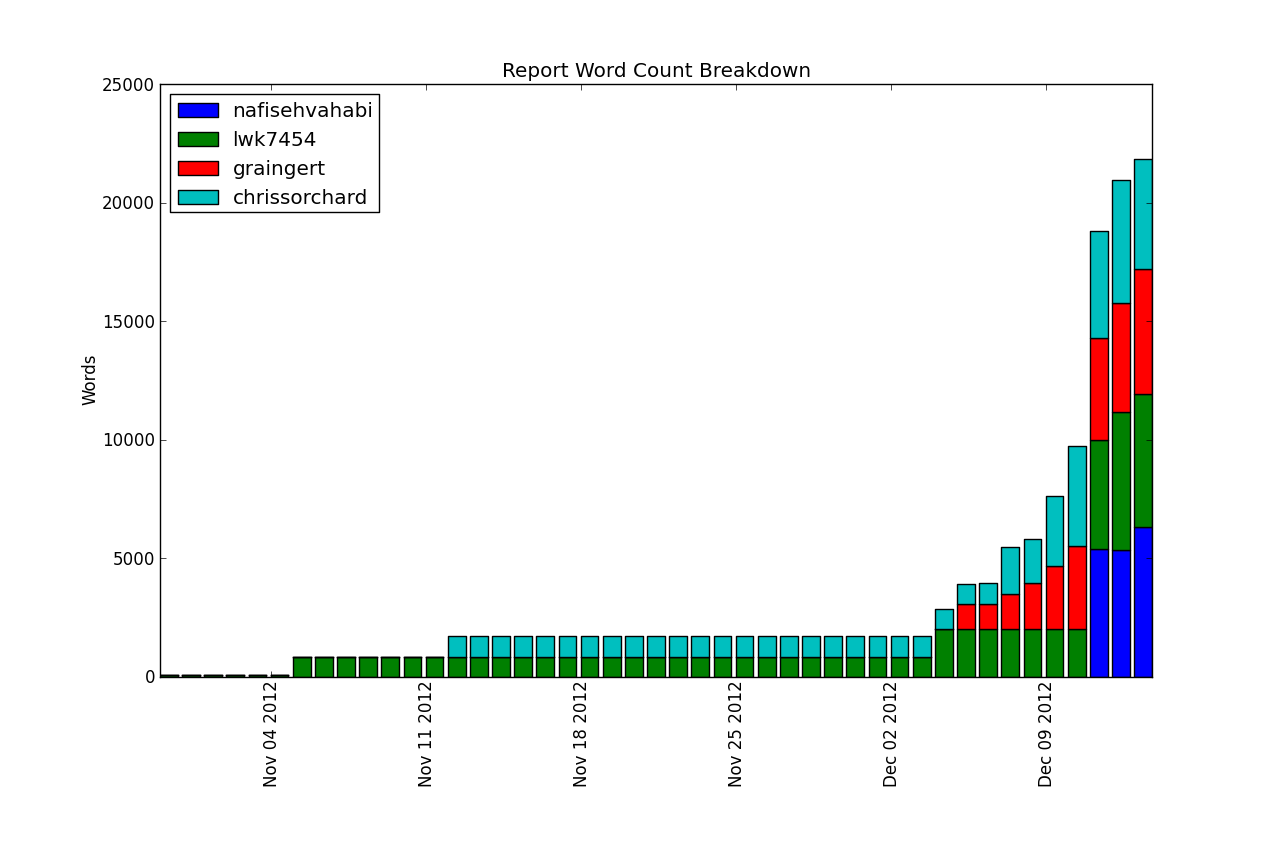 Report Word Count Breakdown
25000
20000
15000
10000
5000
0
Words
nafisehvahabi
lwk7454
graingert
chrissorchard
Nov 04 2012
Nov 11 2012
Nov 18 2012
Nov 25 2012
Dec 02 2012
Dec 09 2012